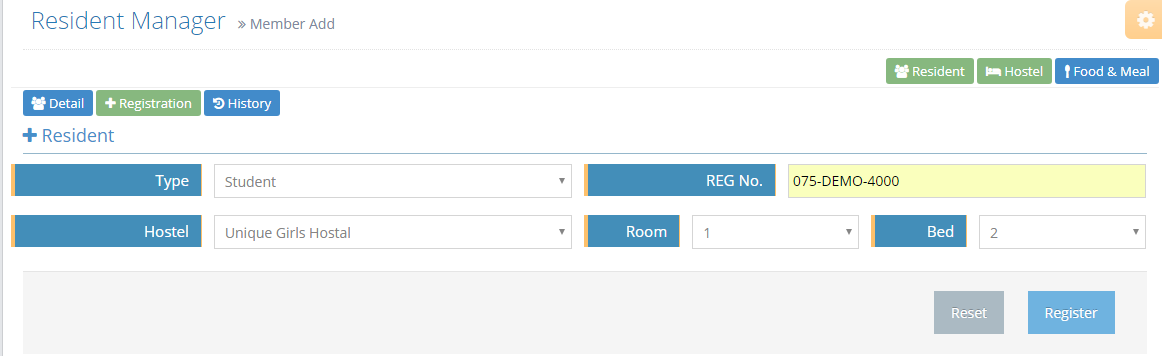 Resident Manager » Member Add
Resident Hostel Food & Meal
Detail Registration History
Resident
Type Student REG No. 075-DEMO-4000
Hostel Unique Girls Hostal Room 1 Bed 2
Reset Register